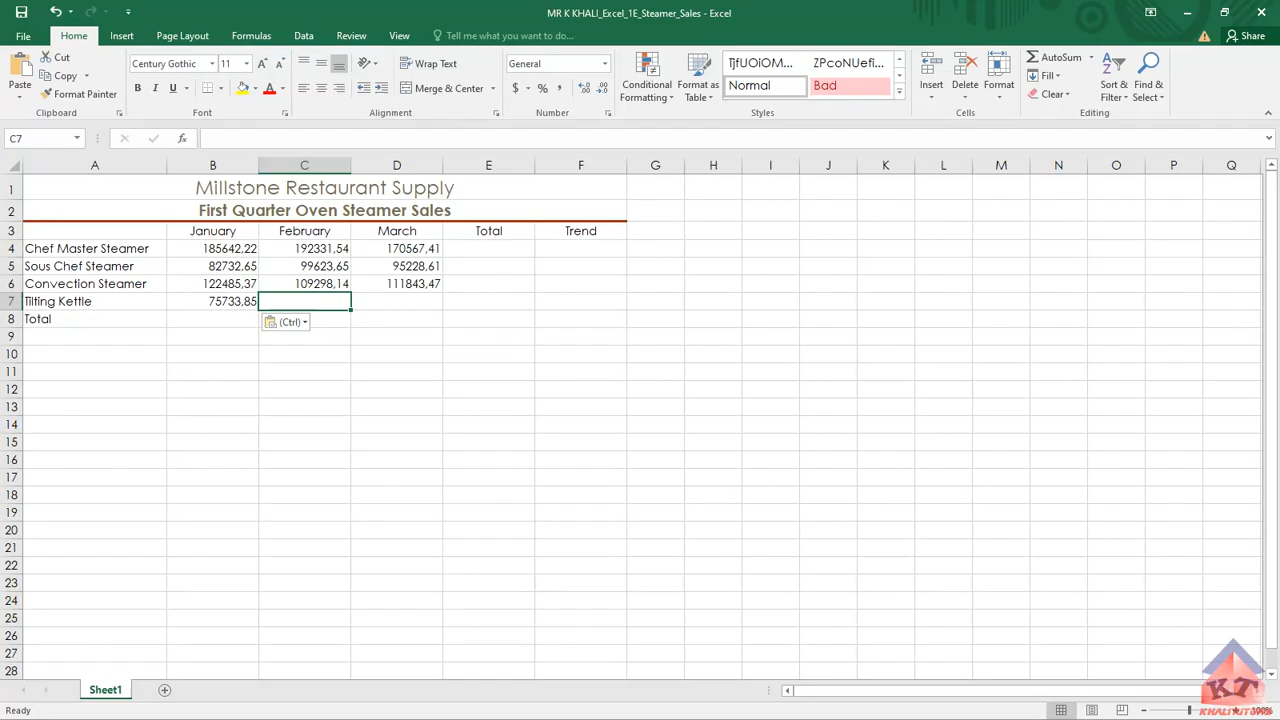 MR K KHALI_Excel_1E_Steamer_Sales - Excel
File Home Insert Page Layout Formulas Data Review View Tell me what you want to do... Share
Paste Cut Copy Format Painter Clipboard
Century Gothic 11 B I U A Font
Wrap Text Merge & Center Alignment
General $ % Number
Conditional Formatting Format as Table TjfUOiOM... ZPcoNUefi... Normal Bad Styles
Insert Delete Format Cells
AutoSum Fill Clear Sort & Filter Find & Select Editing
C7 fx
A B C D E F G H I J K L M N O P Q
1 Millstone Restaurant Supply
2 First Quarter Oven Steamer Sales
3 January February March Total Trend
4 Chef Master Steamer 185642,22 192331,54 170567,41
5 Sous Chef Steamer 82732,65 99623,65 95228,61
6 Convection Steamer 122485,37 109298,14 111843,47
7 Tilting Kettle 75733,85
8 Total (Ctrl)
9
10
11
12
13
14
15
16
17
18
19
20
21
22
23
24
25
26
27
28
Sheet1
KT
Ready 100%